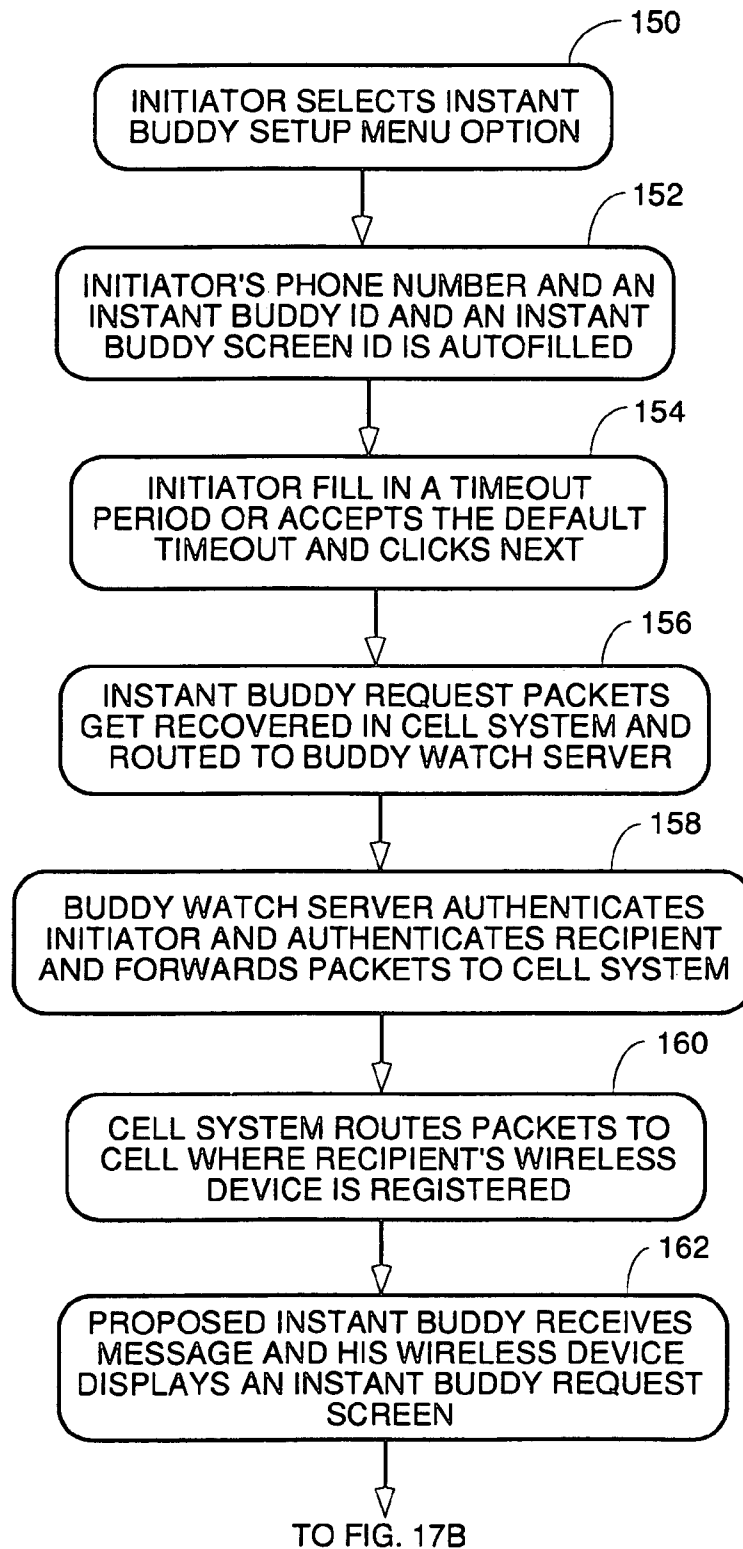 150
INITIATOR SELECTS INSTANT
BUDDY SETUP MENU OPTION
152
INITIATOR'S PHONE NUMBER AND AN
INSTANT BUDDY ID AND AN INSTANT
BUDDY SCREEN ID IS AUTOFILLED
154
INITIATOR FILL IN A TIMEOUT
PERIOD OR ACCEPTS THE DEFAULT
TIMEOUT AND CLICKS NEXT
156
INSTANT BUDDY REQUEST PACKETS
GET RECOVERED IN CELL SYSTEM AND
ROUTED TO BUDDY WATCH SERVER
158
BUDDY WATCH SERVER AUTHENTICATES
INITIATOR AND AUTHENTICATES RECIPIENT
AND FORWARDS PACKETS TO CELL SYSTEM
160
CELL SYSTEM ROUTES PACKETS TO
CELL WHERE RECIPIENT'S WIRELESS
DEVICE IS REGISTERED
162
PROPOSED INSTANT BUDDY RECEIVES
MESSAGE AND HIS WIRELESS DEVICE
DISPLAYS AN INSTANT BUDDY REQUEST
SCREEN
TO FIG. 17B